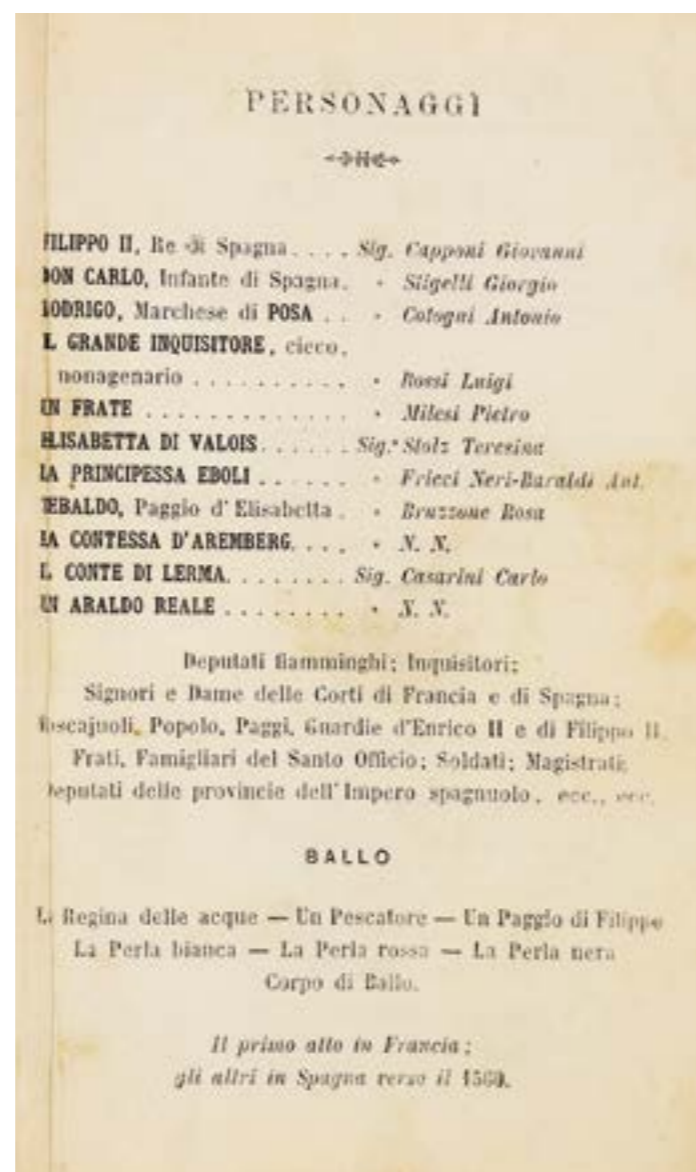 PERSONAGGI
FILIPPO II, Re di Spagna.... Sig. Capponi Giovanni
DON CARLO, Infante di Spagna. » Stigelli Giorgio
RODRIGO, Marchese di POSA .. » Cotogni Antonio
IL GRANDE INQUISITORE, cieco,
nonagenario .......... » Rossi Luigi
UN FRATE ............. » Milesi Pietro
ELISABETTA DI VALOIS...... Sig.ª Stolz Teresina
LA PRINCIPESSA EBOLI ...... » Fricci Neri-Baraldi Ant.
TEBALDO, Paggio d'Elisabetta . » Bruzzone Rosa
LA CONTESSA D'AREMBERG.... » N. N.
IL CONTE DI LERMA........ Sig. Casarini Carlo
UN ARALDO REALE ......... » N. N.
Deputati fiamminghi; Inquisitori;
Signori e Dame delle Corti di Francia e di Spagna;
Boscajuoli, Popolo, Paggi, Guardie d'Enrico II e di Filippo II,
Frati, Famigliari del Santo Officio; Soldati; Magistrati;
Deputati delle provincie dell'Impero spagnuolo, ecc., ecc.
BALLO
La Regina delle acque — Un Pescatore — Un Paggio di Filippo
La Perla bianca — La Perla rossa — La Perla nera
Corpo di Ballo.
Il primo atto in Francia;
gli altri in Spagna verso il 1560.